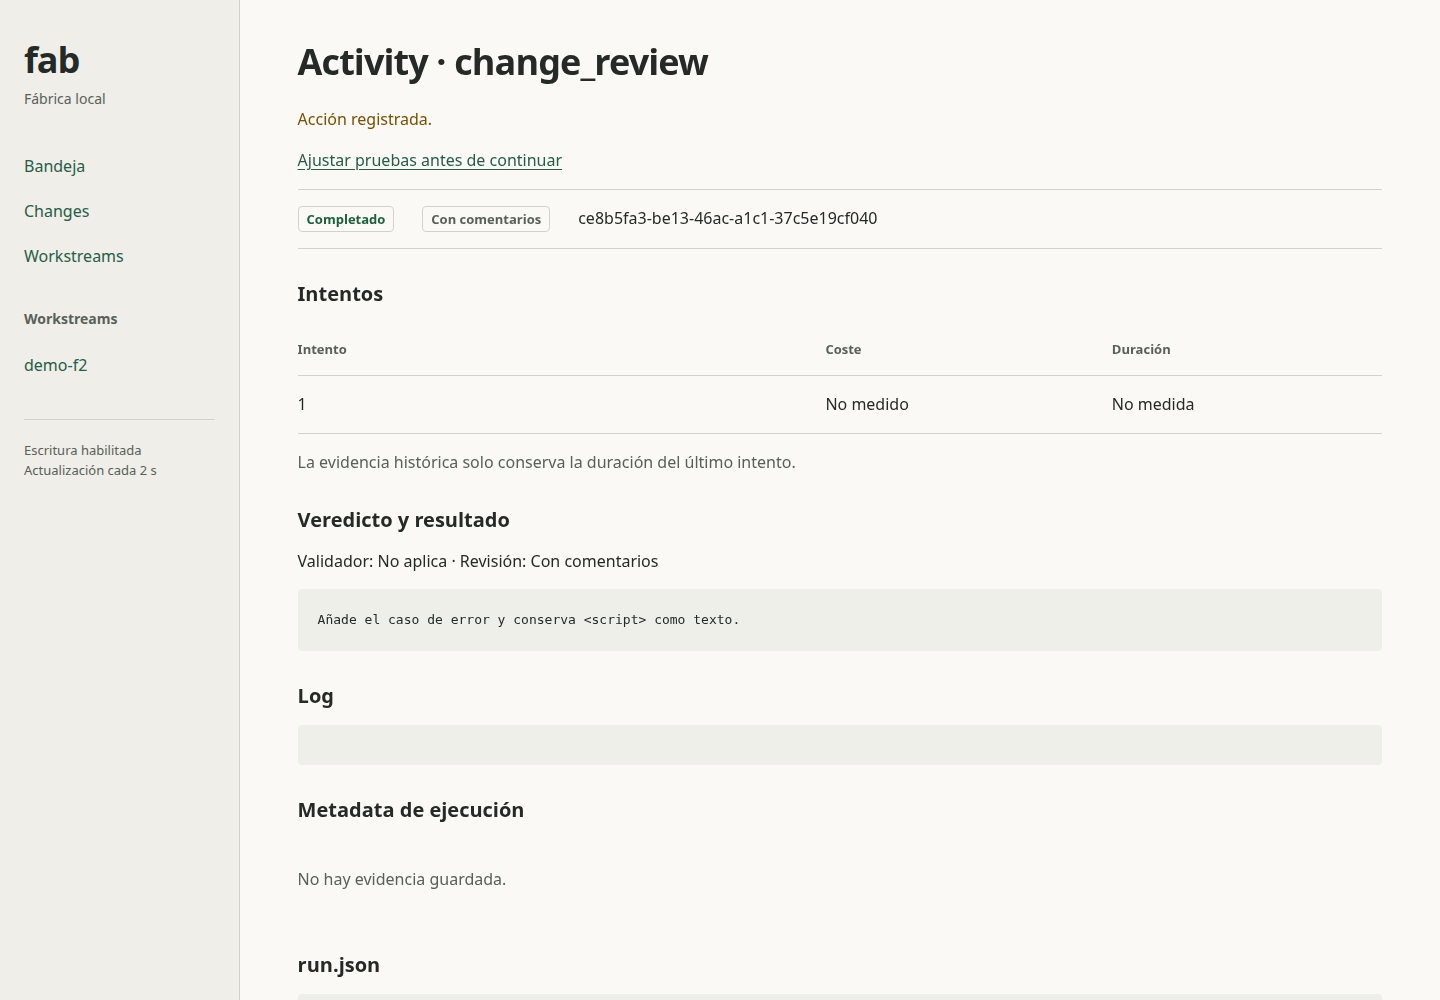 fab
Fábrica local
Bandeja
Changes
Workstreams
Workstreams
demo-f2
Escritura habilitada
Actualización cada 2 s
Activity · change_review
Acción registrada.
Ajustar pruebas antes de continuar
Completado Con comentarios ce8b5fa3-be13-46ac-a1c1-37c5e19cf040
Intentos
Intento Coste Duración
1 No medido No medida
La evidencia histórica solo conserva la duración del último intento.
Veredicto y resultado
Validador: No aplica · Revisión: Con comentarios
Añade el caso de error y conserva <script> como texto.
Log
Metadata de ejecución
No hay evidencia guardada.
run.json